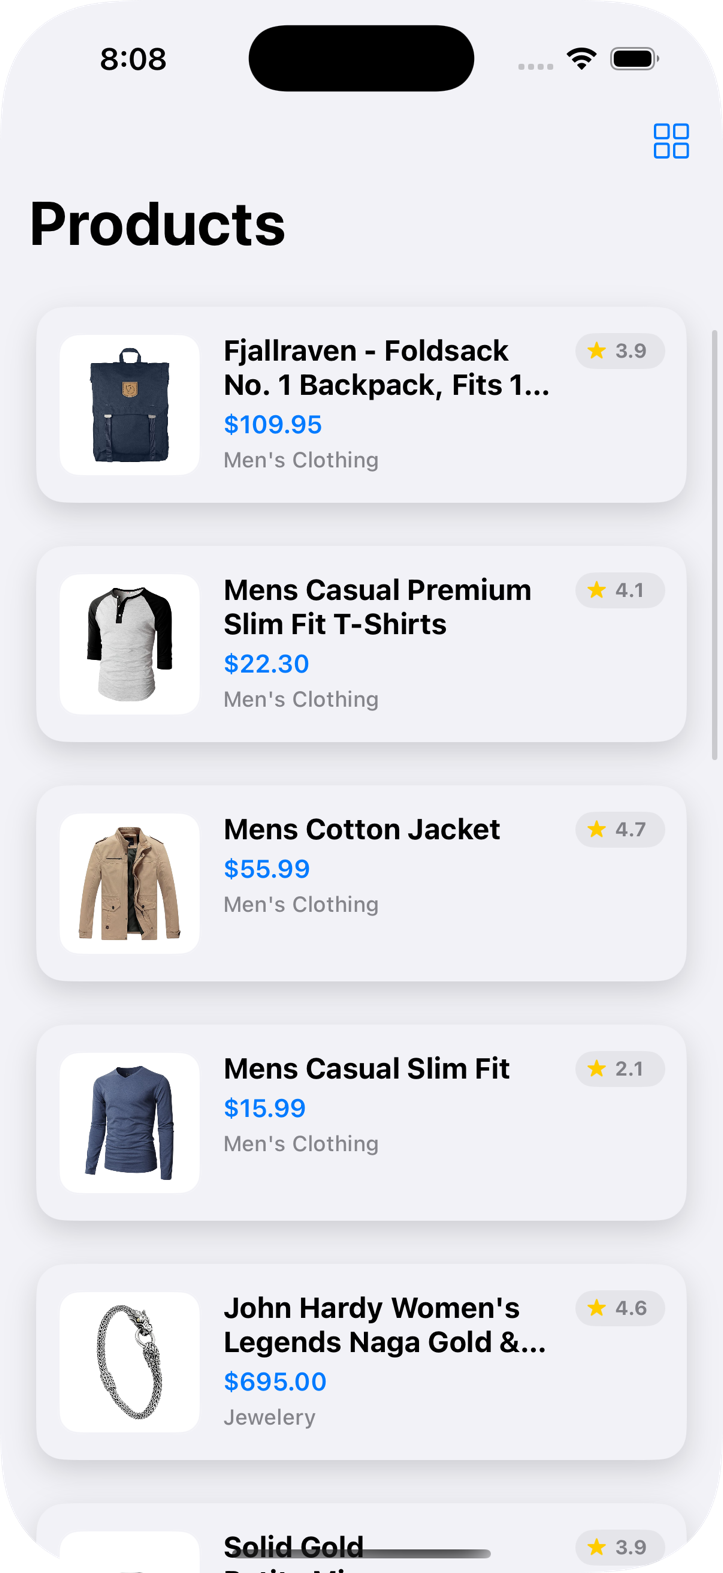 8:08
Products
Fjallraven - Foldsack
No. 1 Backpack, Fits 1...
3.9
$109.95
Men's Clothing
Mens Casual Premium
Slim Fit T-Shirts
4.1
$22.30
Men's Clothing
Mens Cotton Jacket
4.7
$55.99
Men's Clothing
Mens Casual Slim Fit
2.1
$15.99
Men's Clothing
John Hardy Women's
Legends Naga Gold &...
4.6
$695.00
Jewelery
Solid Gold
3.9